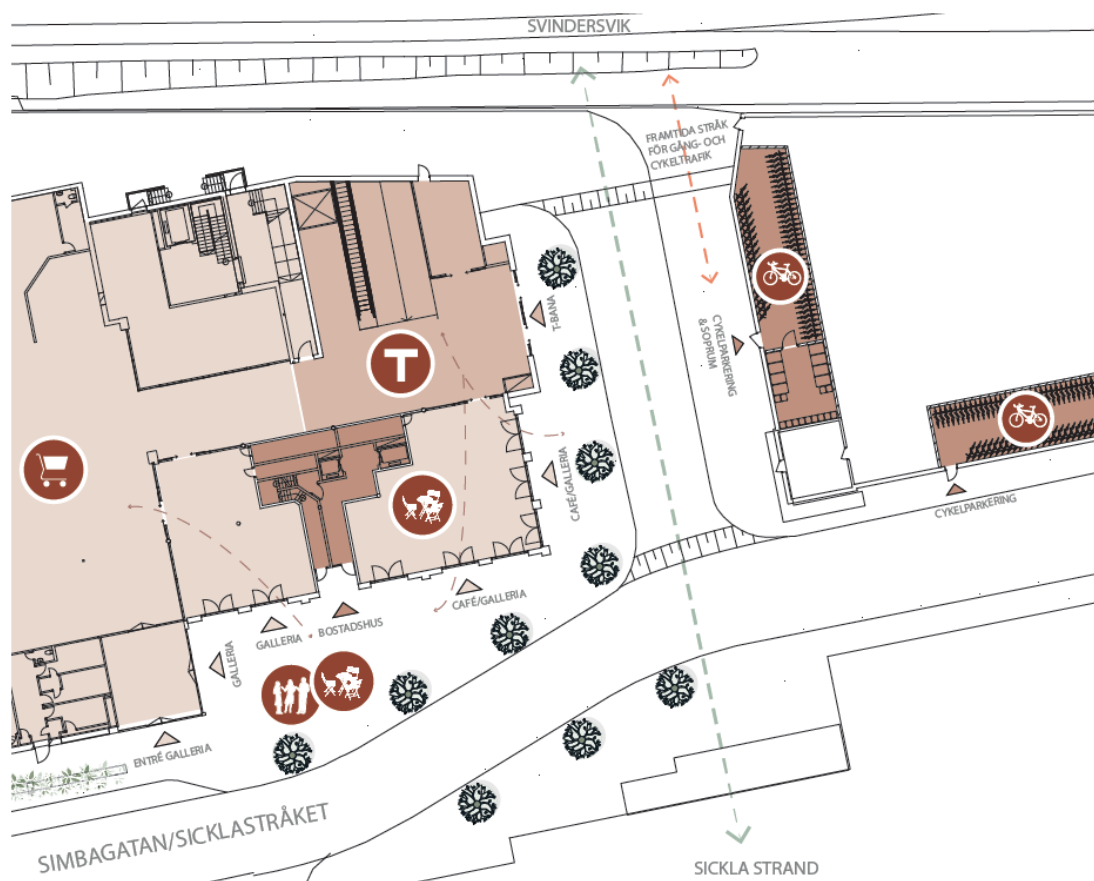 SVINDERSVIK
FRAMTIDA STRÅK
FÖR GÅNG- OCH
CYKELTRAFIK
T-BANA
CYKELPARKERING
& SOPRUM
T
CAFÉ/GALLERIA
CYKELPARKERING
CAFÉ/GALLERIA
BOSTADSHUS
GALLERIA
GALLERIA
ENTRÉ GALLERIA
SIMBAGATAN/SICKLASTRÅKET
SICKLA STRAND